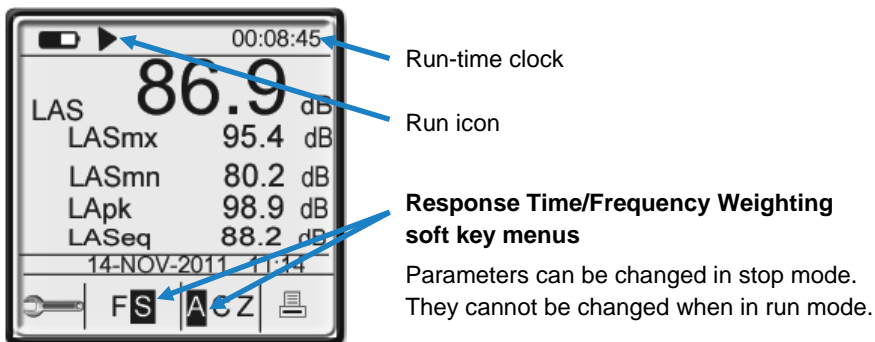 00:08:45
LAS 86.9 dB
LASmx 95.4 dB
LASmn 80.2 dB
LApk 98.9 dB
LASeq 88.2 dB
14-NOV-2011 11:14
F S A C Z
Run-time clock
Run icon
Response Time/Frequency Weighting
soft key menus
Parameters can be changed in stop mode.
They cannot be changed when in run mode.